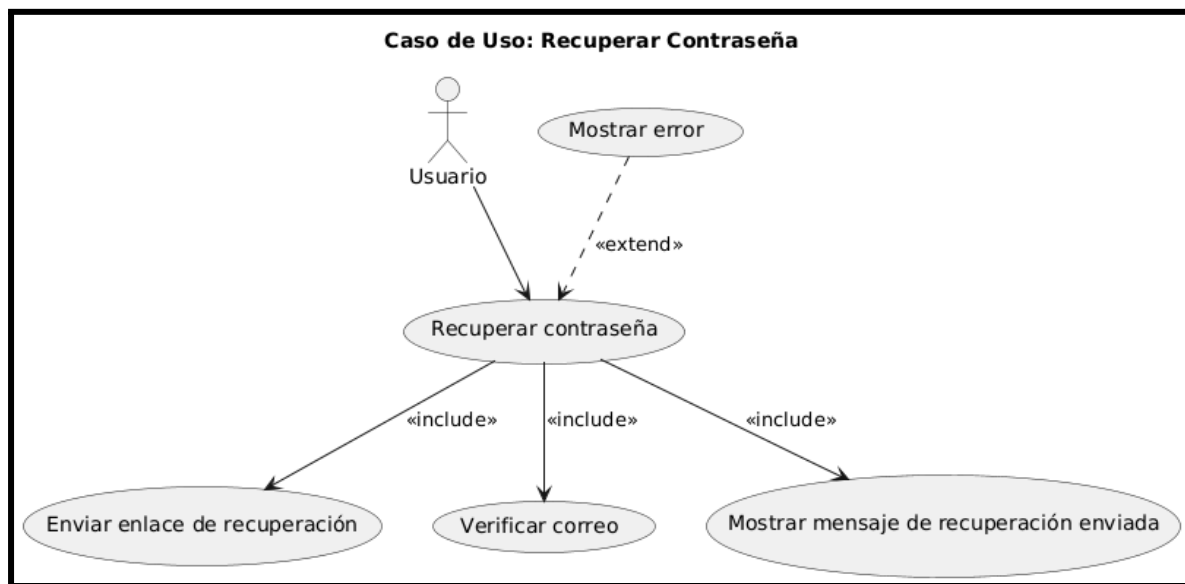 Caso de Uso: Recuperar Contraseña
Mostrar error
Usuario
«extend»
Recuperar contraseña
«include»
«include»
«include»
Enviar enlace de recuperación
Verificar correo
Mostrar mensaje de recuperación enviada